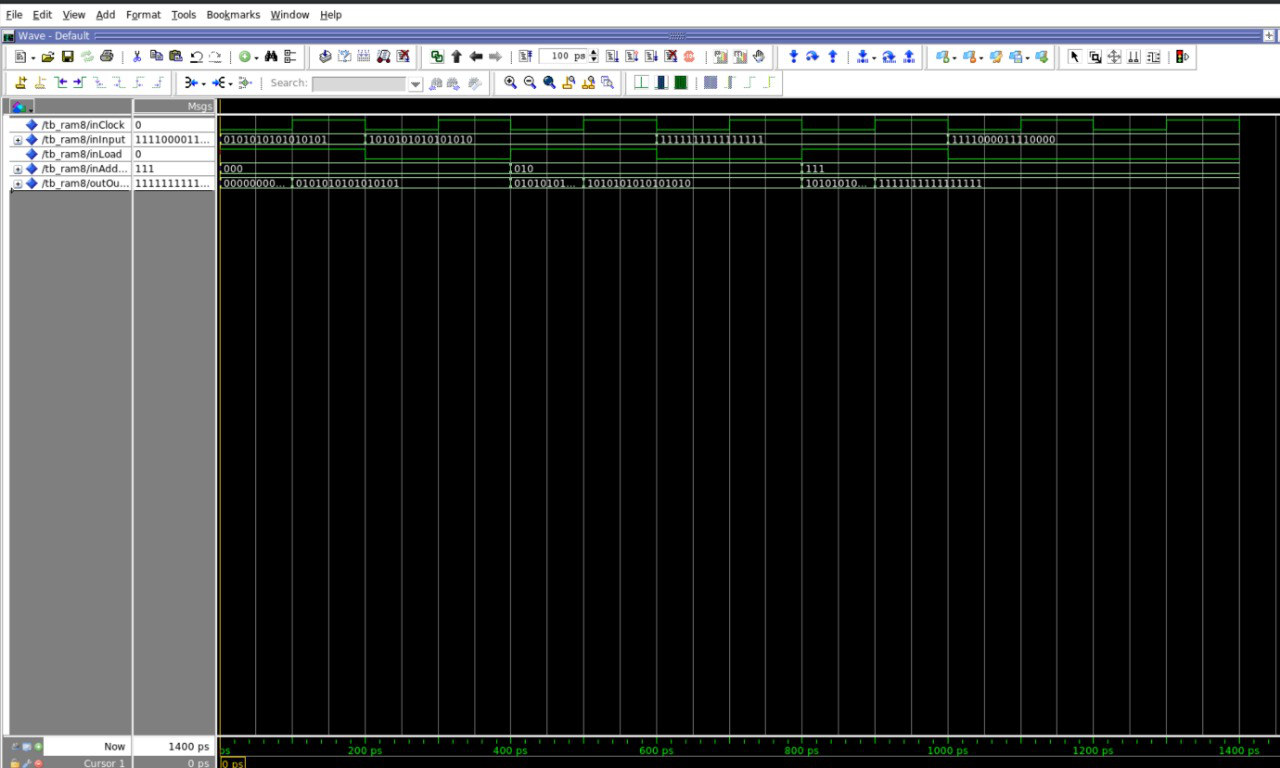 File Edit View Add Format Tools Bookmarks Window Help
Wave - Default
100 ps
Search:
Msgs
/tb_ram8/inClock 0
/tb_ram8/inInput 1111000011... 0101010101010101 1010101010101010 1111111111111111 1111000011110000
/tb_ram8/inLoad 0
/tb_ram8/inAdd... 111 000 010 111
/tb_ram8/outOu... 1111111111... 00000000... 0101010101010101 01010101... 1010101010101010 10101010... 1111111111111111
Now 1400 ps ps 200 ps 400 ps 600 ps 800 ps 1000 ps 1200 ps 1400 ps
Cursor 1 0 ps 0 ps